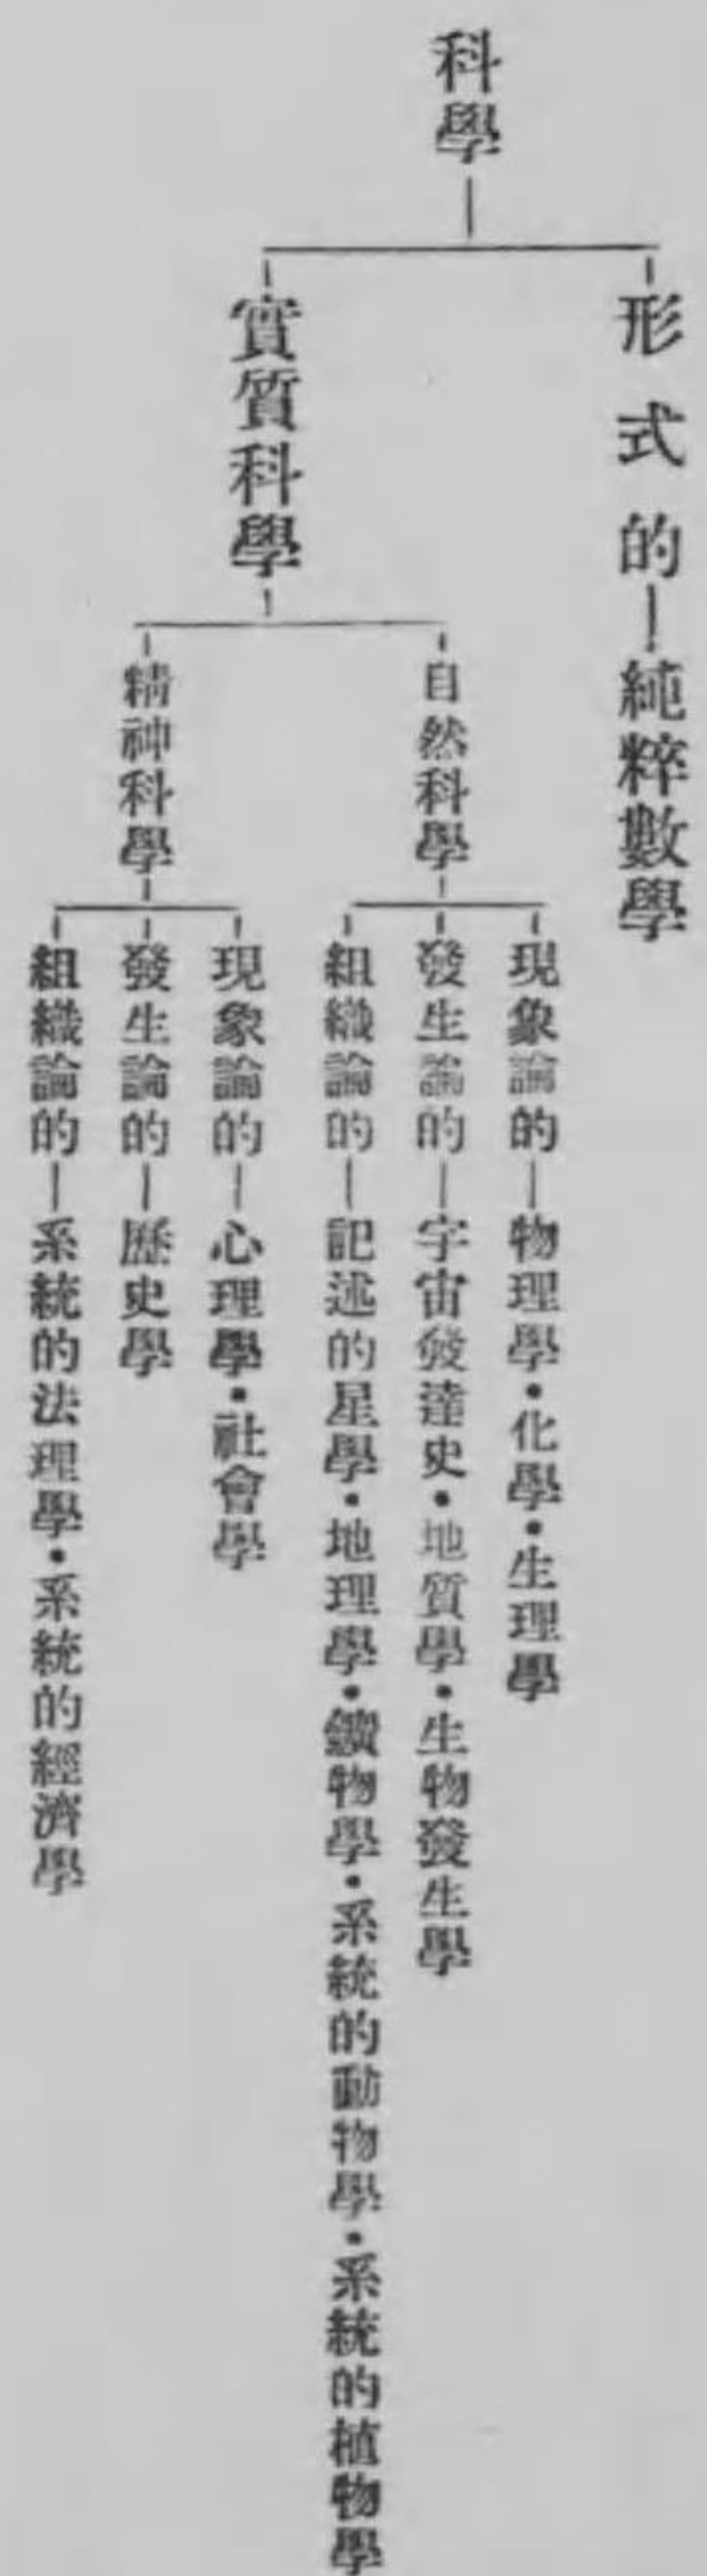 科學
形式的―純粹數學
實質科學
自然科學
現象論的―物理學・化學・生理學
發生論的―宇宙發達史・地質學・生物發生學
組織論的―記述的星學・地理學・鑛物學・系統的動物學・系統的植物學
精神科學
現象論的―心理學・社會學
發生論的―歷史學
組織論的―系統的法理學・系統的經濟學